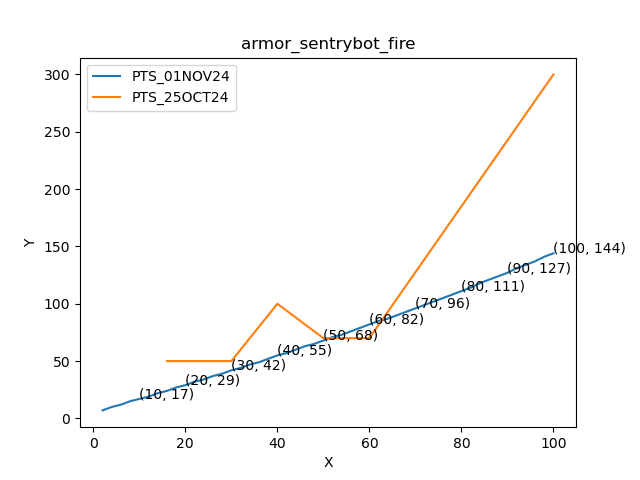 armor_sentrybot_fire
PTS_01NOV24
PTS_25OCT24
300
250
200
150
100
50
0
Y
(100, 144)
(90, 127)
(80, 111)
(70, 96)
(60, 82)
(50, 68)
(40, 55)
(30, 42)
(20, 29)
(10, 17)
0 20 40 60 80 100
X